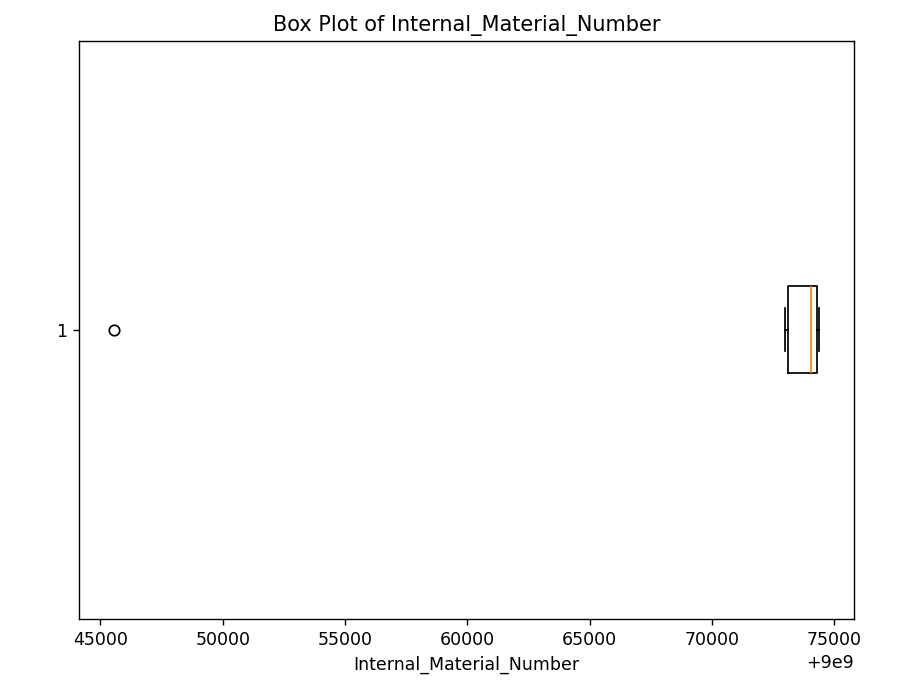 Box Plot of Internal_Material_Number
1
45000 50000 55000 60000 65000 70000 75000
Internal_Material_Number
+9e9